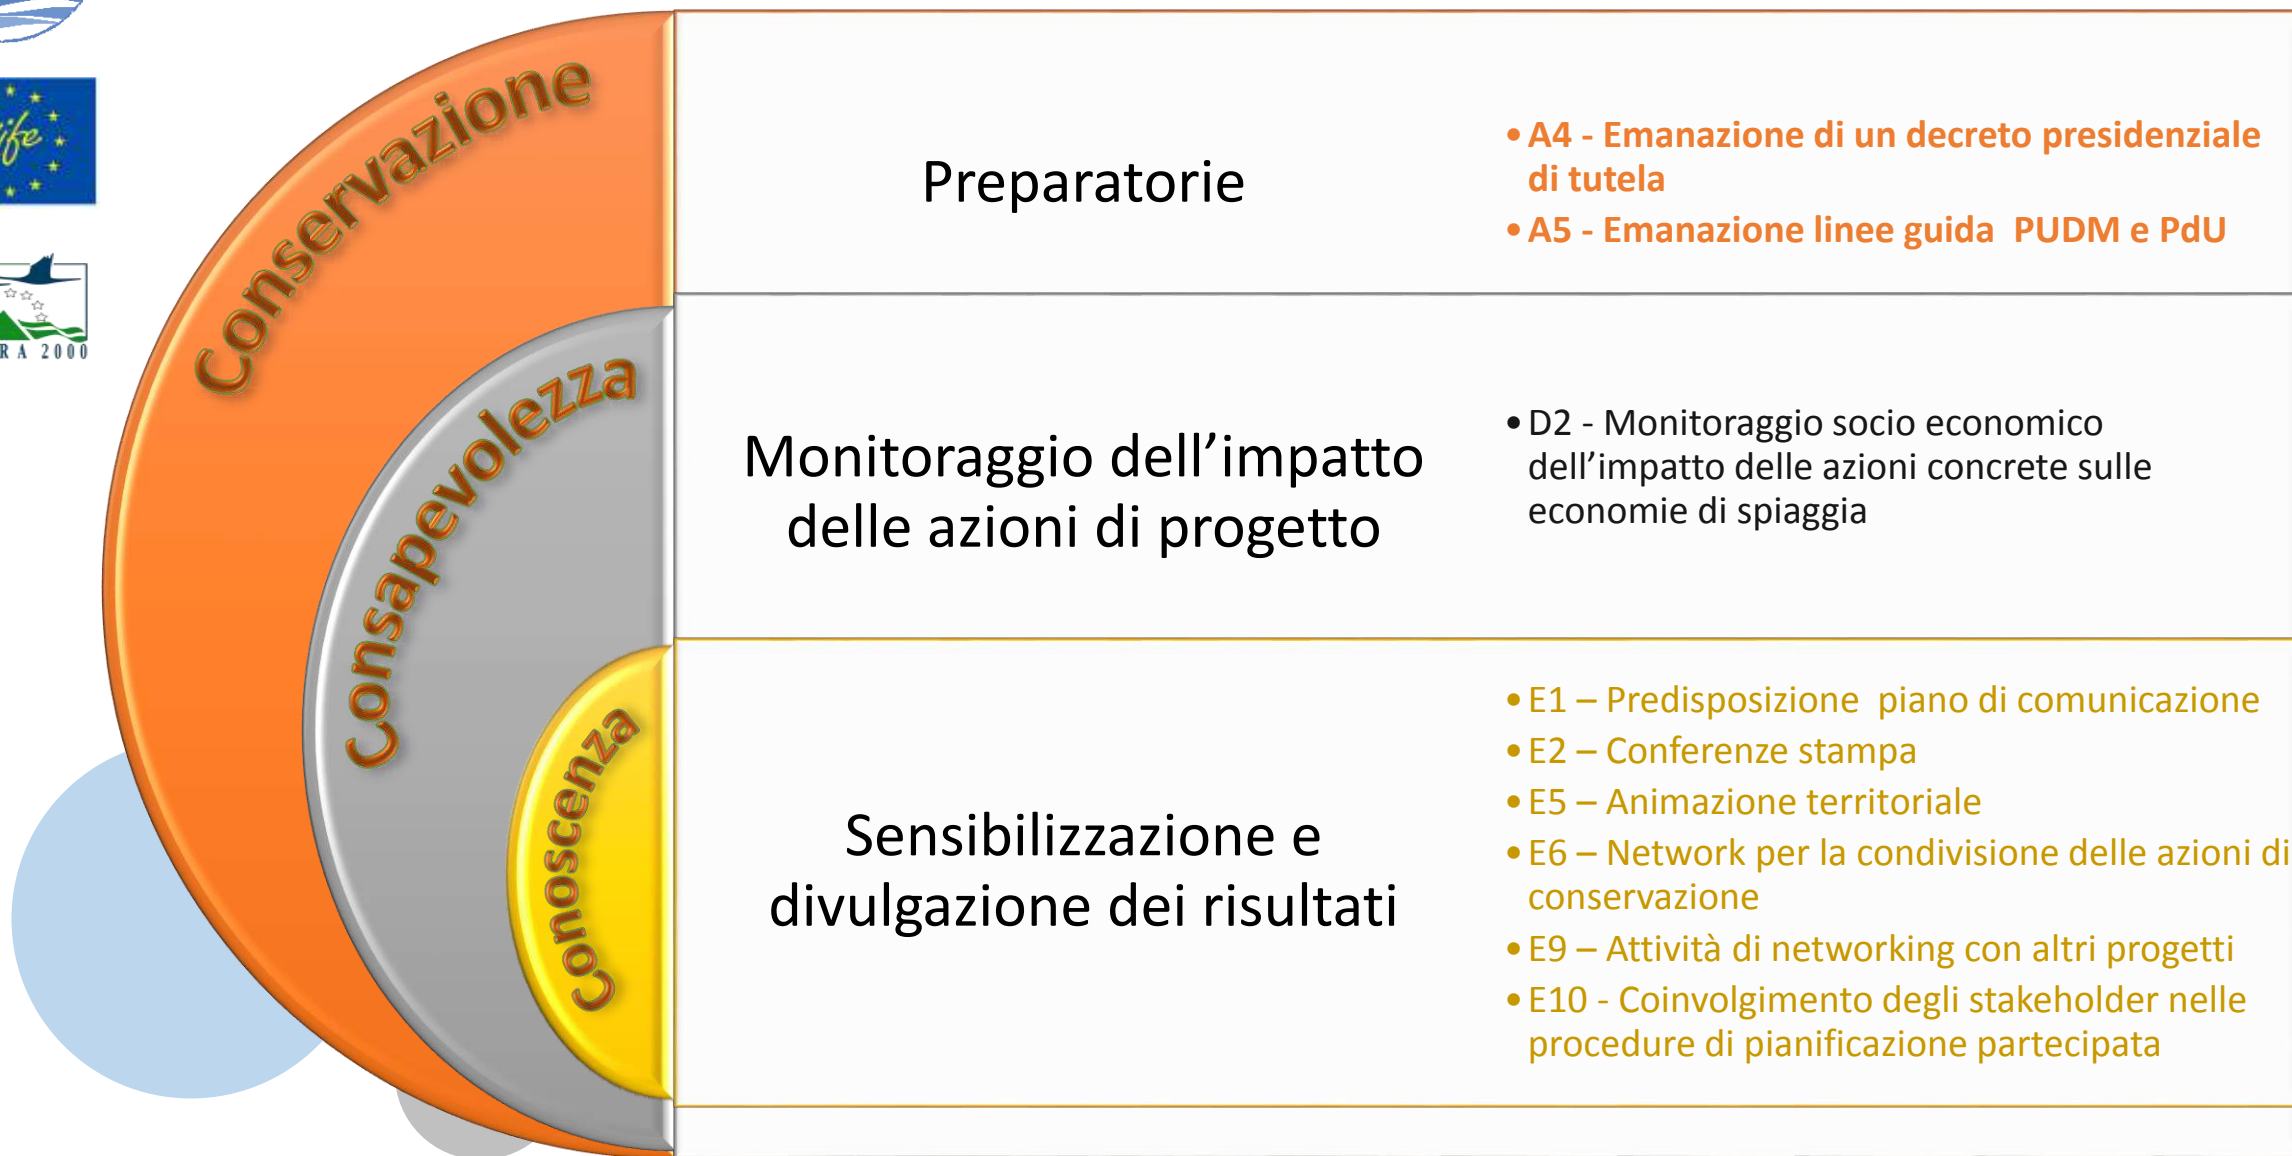 Conservazione
Consapevolezza
Conoscenza
Preparatorie
• A4 - Emanazione di un decreto presidenziale
di tutela
• A5 - Emanazione linee guida PUDM e PdU
Monitoraggio dell’impatto
delle azioni di progetto
• D2 - Monitoraggio socio economico
dell’impatto delle azioni concrete sulle
economie di spiaggia
Sensibilizzazione e
divulgazione dei risultati
• E1 – Predisposizione piano di comunicazione
• E2 – Conferenze stampa
• E5 – Animazione territoriale
• E6 – Network per la condivisione delle azioni di
conservazione
• E9 – Attività di networking con altri progetti
• E10 - Coinvolgimento degli stakeholder nelle
procedure di pianificazione partecipata
ife
RA 2000